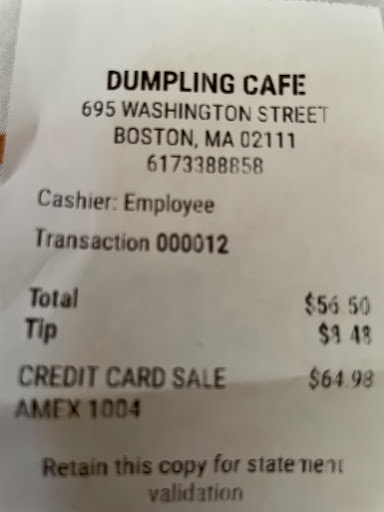 DUMPLING CAFE
695 WASHINGTON STREET
BOSTON, MA 02111
6173388858
Cashier: Employee
Transaction 000012
Total $56.50
Tip $8.48
CREDIT CARD SALE $64.98
AMEX 1004
Retain this copy for statement
validation